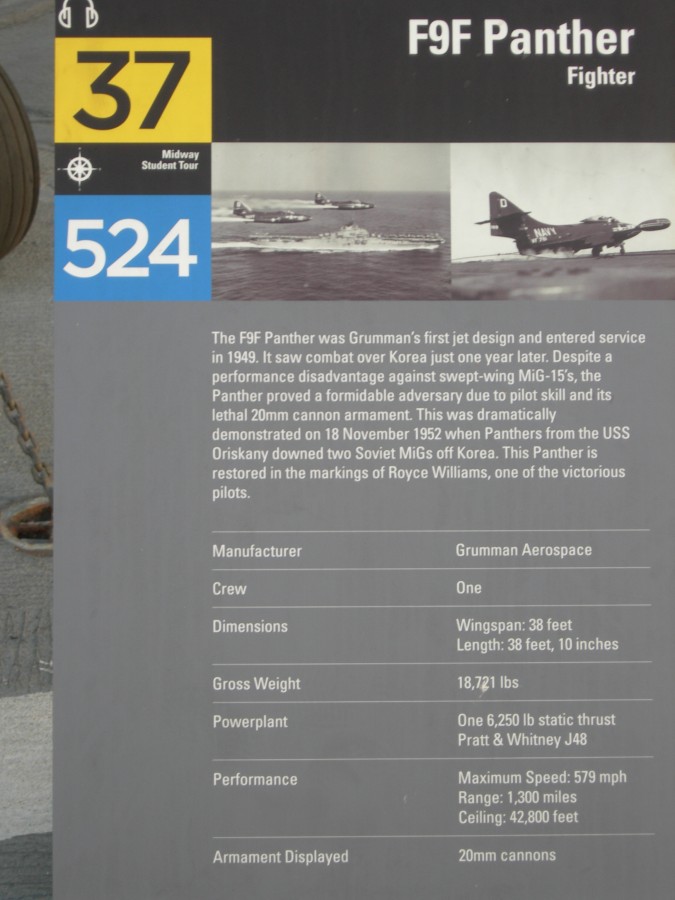 F9F Panther
Fighter
37
Midway
Student Tour
524
D
NAVY
The F9F Panther was Grumman's first jet design and entered service
in 1949. It saw combat over Korea just one year later. Despite a
performance disadvantage against swept-wing MiG-15's, the
Panther proved a formidable adversary due to pilot skill and its
lethal 20mm cannon armament. This was dramatically
demonstrated on 18 November 1952 when Panthers from the USS
Oriskany downed two Soviet MiGs off Korea. This Panther is
restored in the markings of Royce Williams, one of the victorious
pilots.
Manufacturer Grumman Aerospace
Crew One
Dimensions Wingspan: 38 feet
Length: 38 feet, 10 inches
Gross Weight 18,721 lbs
Powerplant One 6,250 lb static thrust
Pratt & Whitney J48
Performance Maximum Speed: 579 mph
Range: 1,300 miles
Ceiling: 42,800 feet
Armament Displayed 20mm cannons